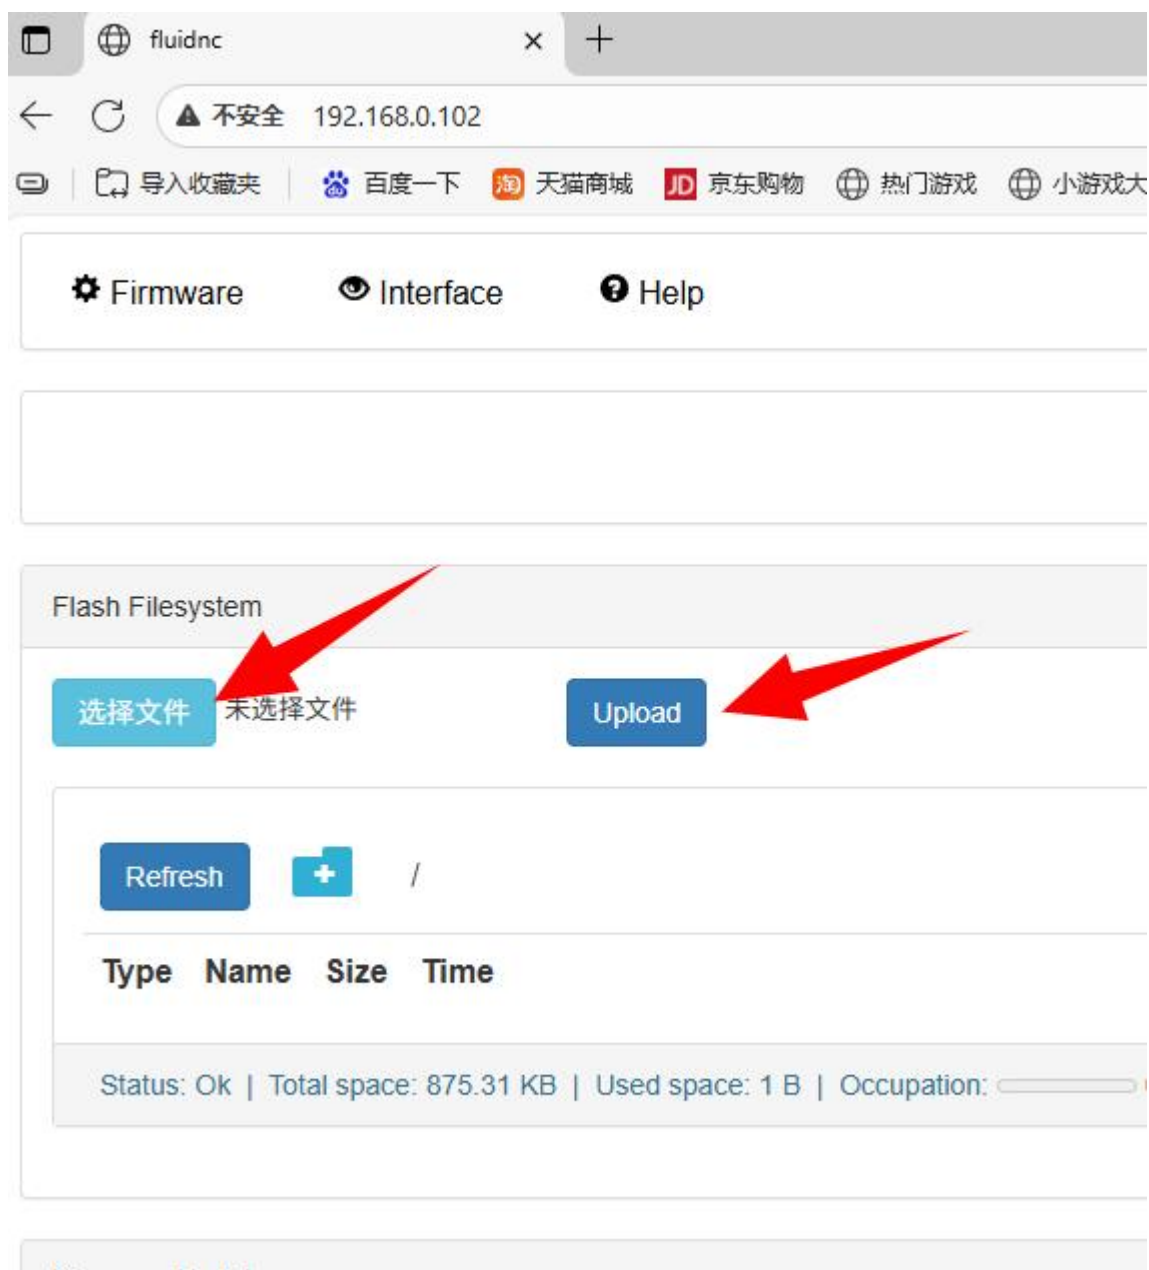 fluidnc
不安全 192.168.0.102
导入收藏夹 百度一下 淘 天猫商城 JD 京东购物 热门游戏 小游戏大
Firmware Interface Help
Flash Filesystem
选择文件 未选择文件 Upload
Refresh /
Type Name Size Time
Status: Ok | Total space: 875.31 KB | Used space: 1 B | Occupation: